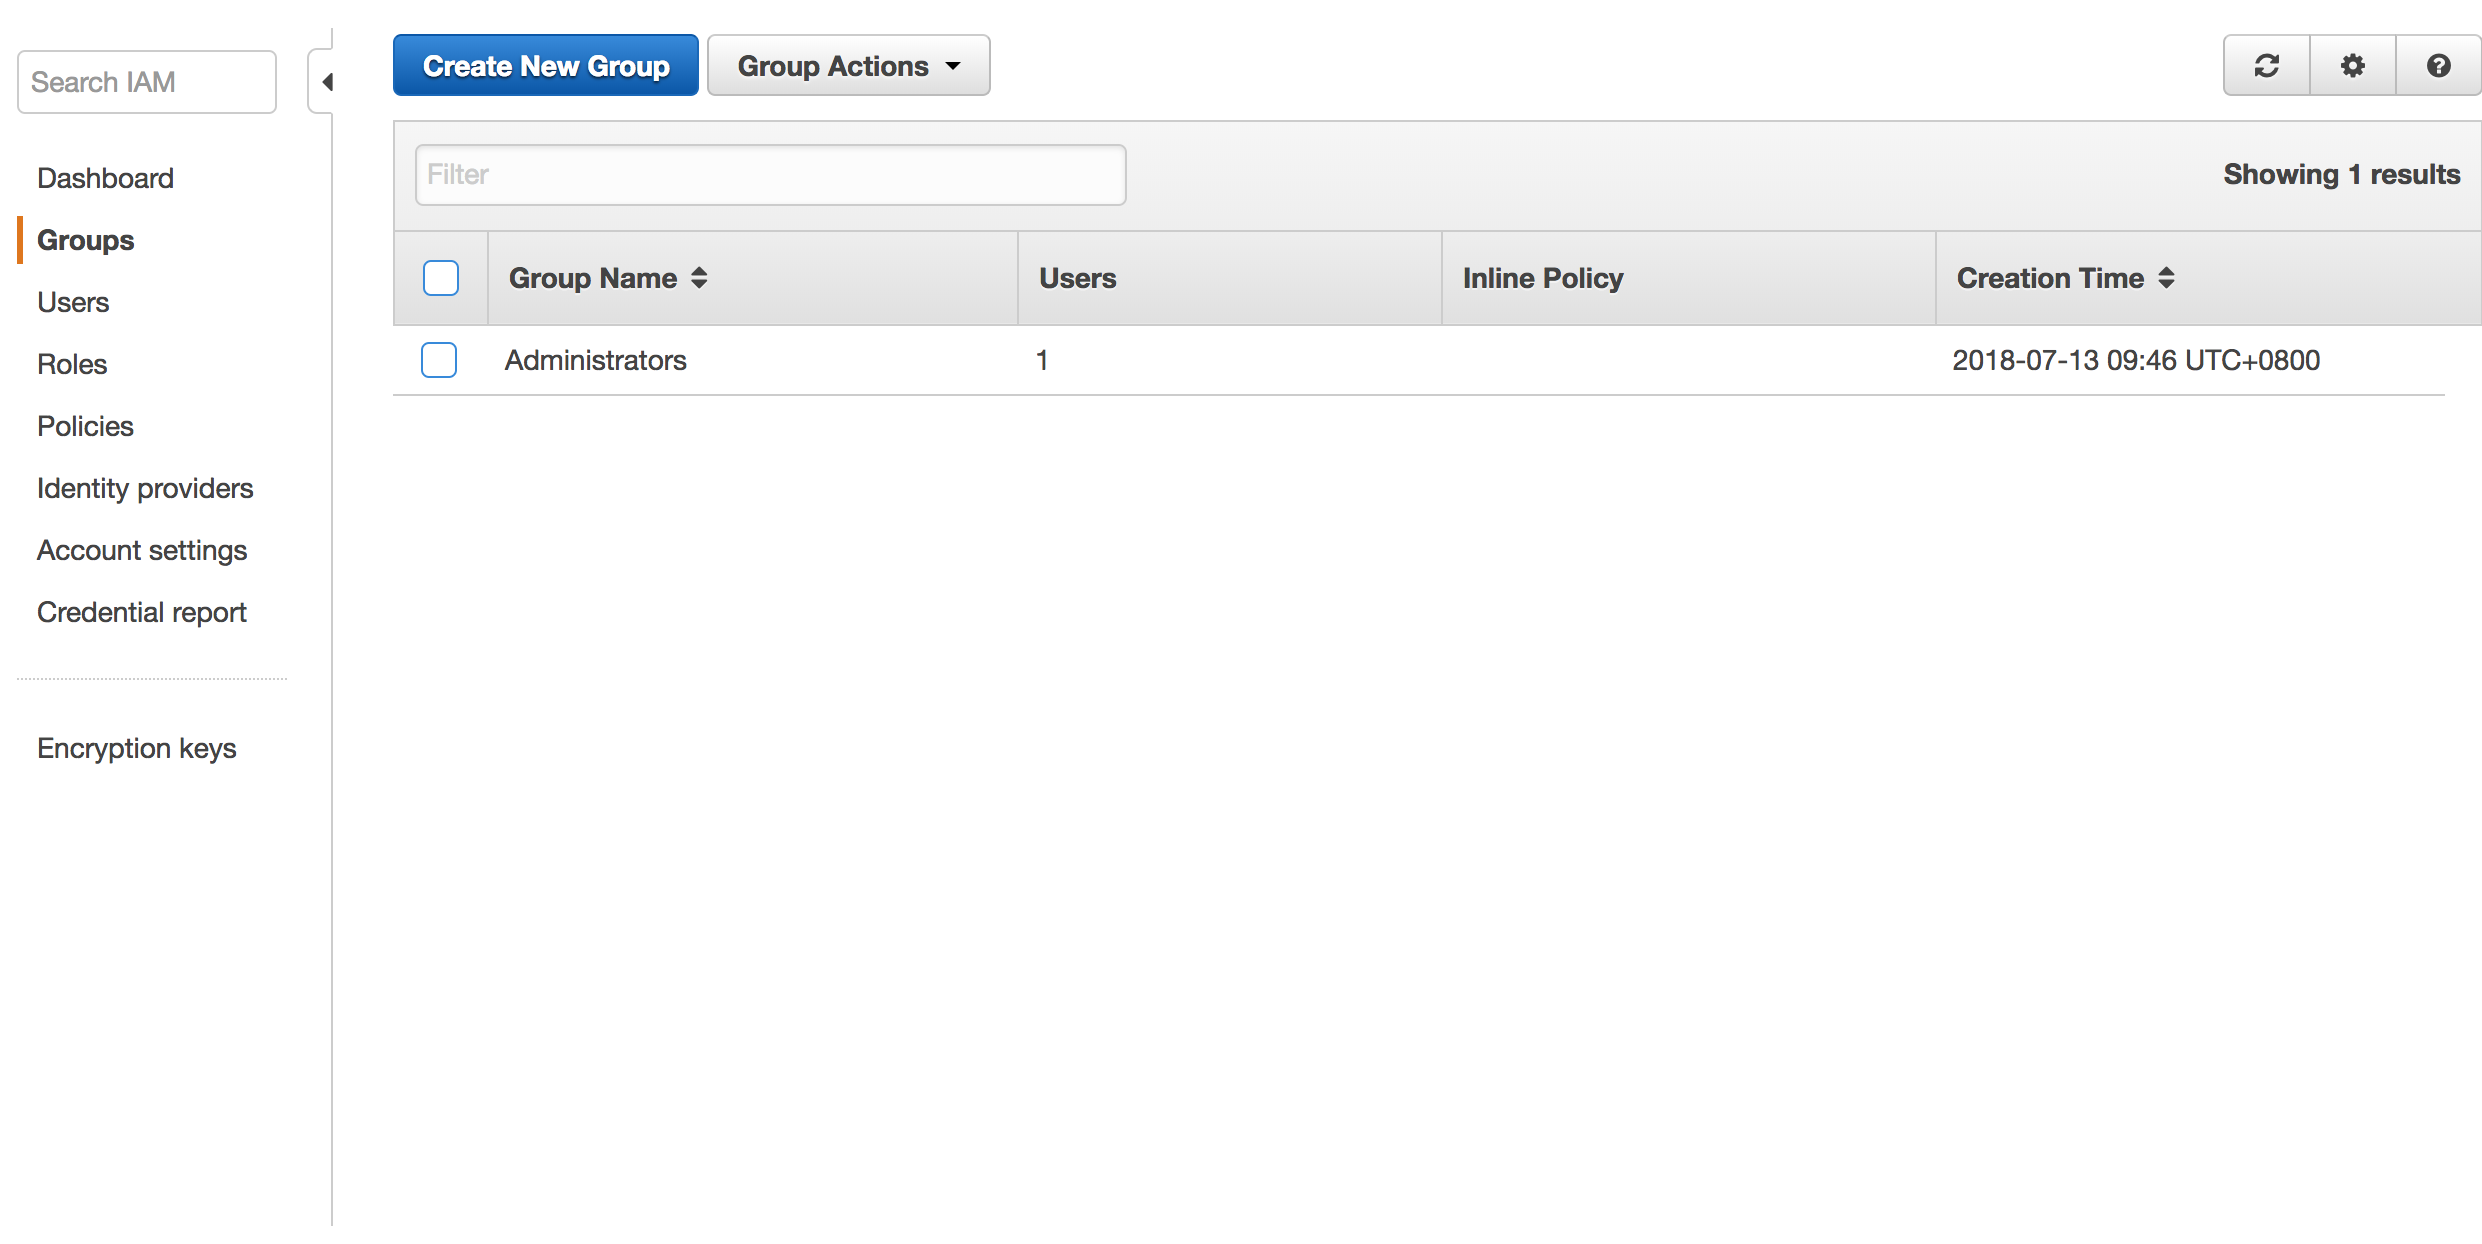 Search IAM
Dashboard
Groups
Users
Roles
Policies
Identity providers
Account settings
Credential report
Encryption keys
Create New Group Group Actions
Filter Showing 1 results
Group Name Users Inline Policy Creation Time
Administrators 1 2018-07-13 09:46 UTC+0800